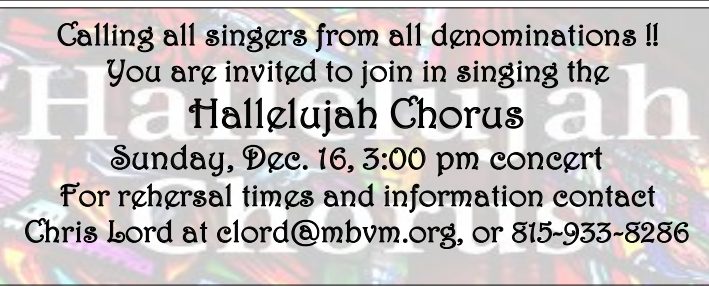 Calling all singers from all denominations !!
You are invited to join in singing the
Hallelujah Chorus
Sunday, Dec. 16, 3:00 pm concert
For rehersal times and information contact
Chris Lord at clord@mbvm.org, or 815-933-8286
Hallelujah
Chorus